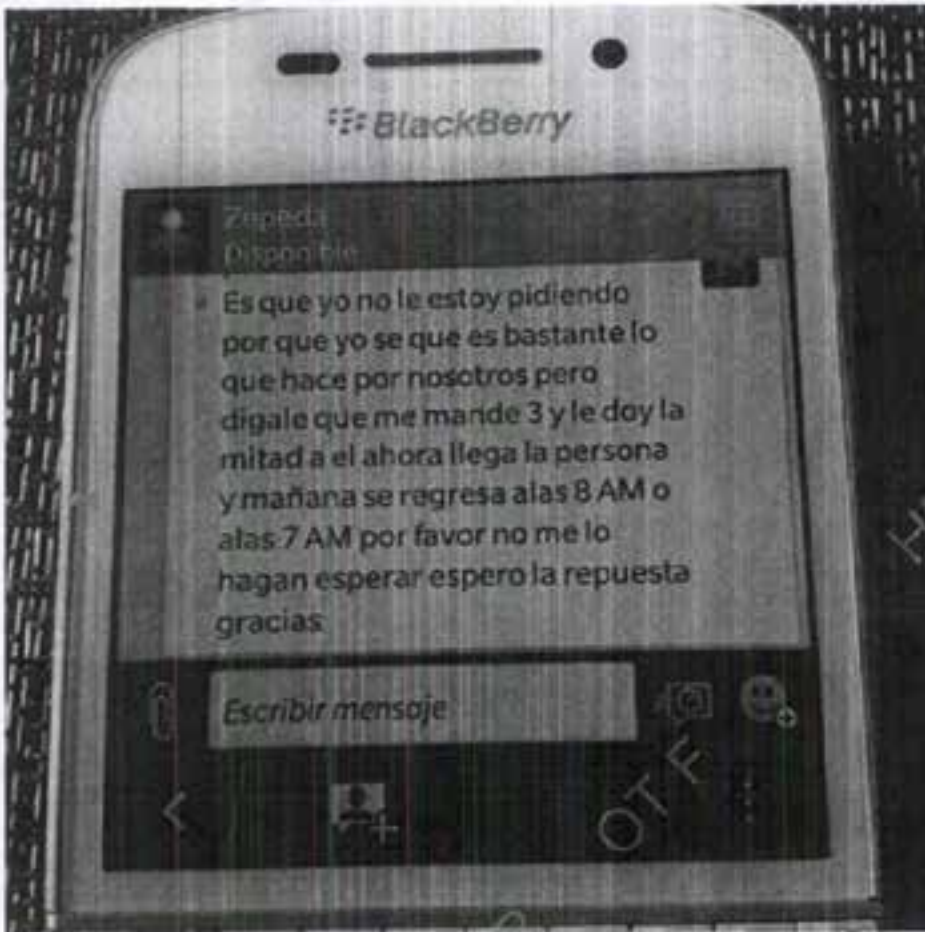 BlackBerry
Zepeda
Disponible
Es que yo no le estoy pidiendo
por que yo se que es bastante lo
que hace por nosotros pero
digale que me mande 3 y le doy la
mitad a el ahora llega la persona
y mañana se regresa alas 8 AM o
alas 7 AM por favor no me lo
hagan esperar espero la repuesta
gracias
Escribir mensaje
OTF
H